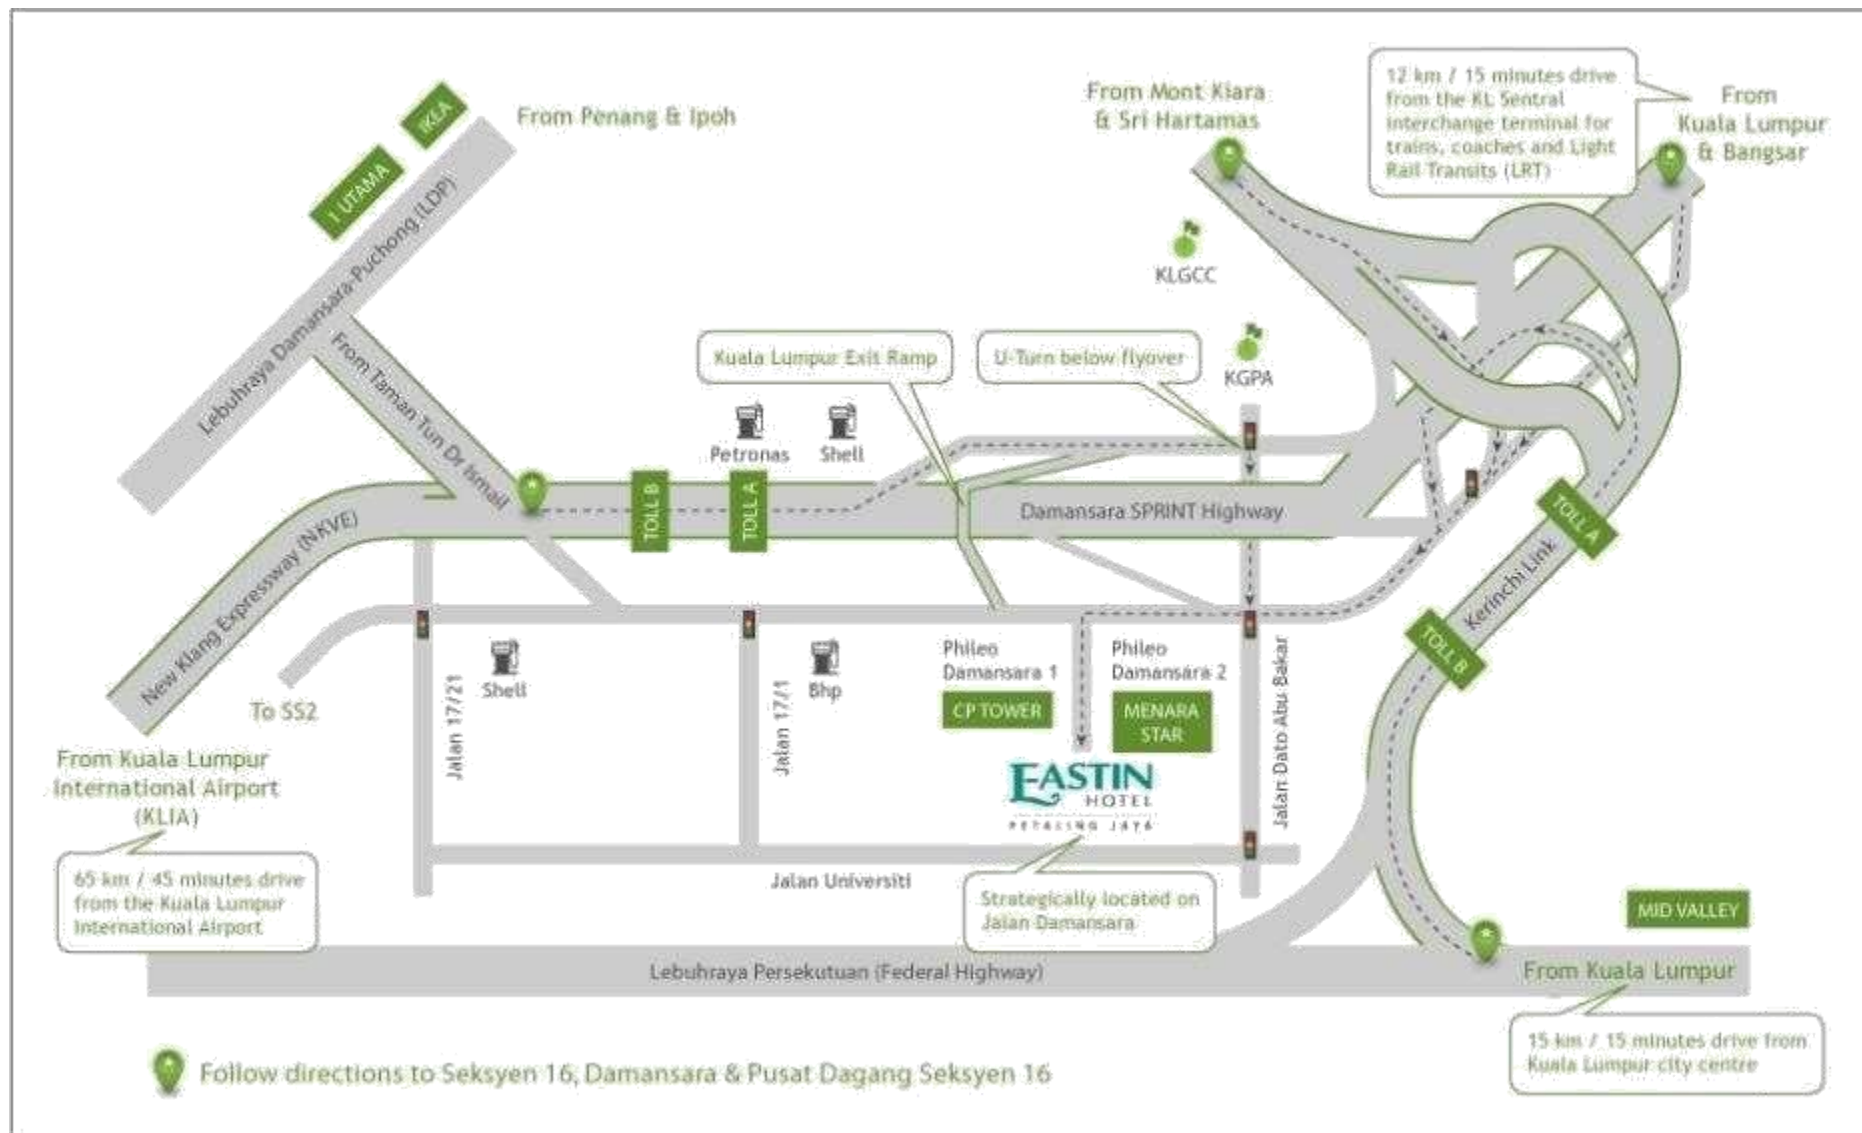 IKEA
1 UTAMA
From Penang & Ipoh
Lebuhraya Damansara-Puchong (LDP)
From Taman Tun Dr Ismail
From Mont Kiara
& Sri Hartamas
12 km / 15 minutes drive
from the KL Sentral
interchange terminal for
trains, coaches and Light
Rail Transits (LRT)
From
Kuala Lumpur
& Bangsar
KLGCC
KGPA
Kuala Lumpur Exit Ramp
U-Turn below flyover
Petronas
Shell
TOLL B
TOLL A
Damansara SPRINT Highway
New Klang Expressway (NKVE)
TOLL A
Kerinchi Link
TOLL B
To SS2
Jalan 17/21
Shell
Jalan 17/1
Bhp
Phileo
Damansara 1
CP TOWER
Phileo
Damansara 2
MENARA
STAR
Jalan Dato Abu Bakar
EASTIN
HOTEL
PETALING JAYA
From Kuala Lumpur
International Airport
(KLIA)
65 km / 45 minutes drive
from the Kuala Lumpur
International Airport
Jalan Universiti
Strategically located on
Jalan Damansara
MID VALLEY
Lebuhraya Persekutuan (Federal Highway)
From Kuala Lumpur
15 km / 15 minutes drive from
Kuala Lumpur city centre
Follow directions to Seksyen 16, Damansara & Pusat Dagang Seksyen 16